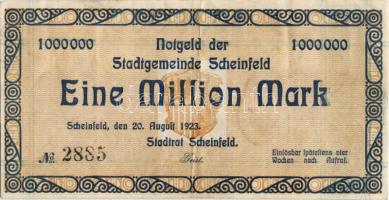 1000000 Notgeld der 1000000
Stadtgemeinde Scheinfeld
Eine Million Mark
Scheinfeld, den 20. August 1923.
Stadtrat Scheinfeld.
№ 2885
Einlösbar spätestens vier
Wochen nach Aufruf.